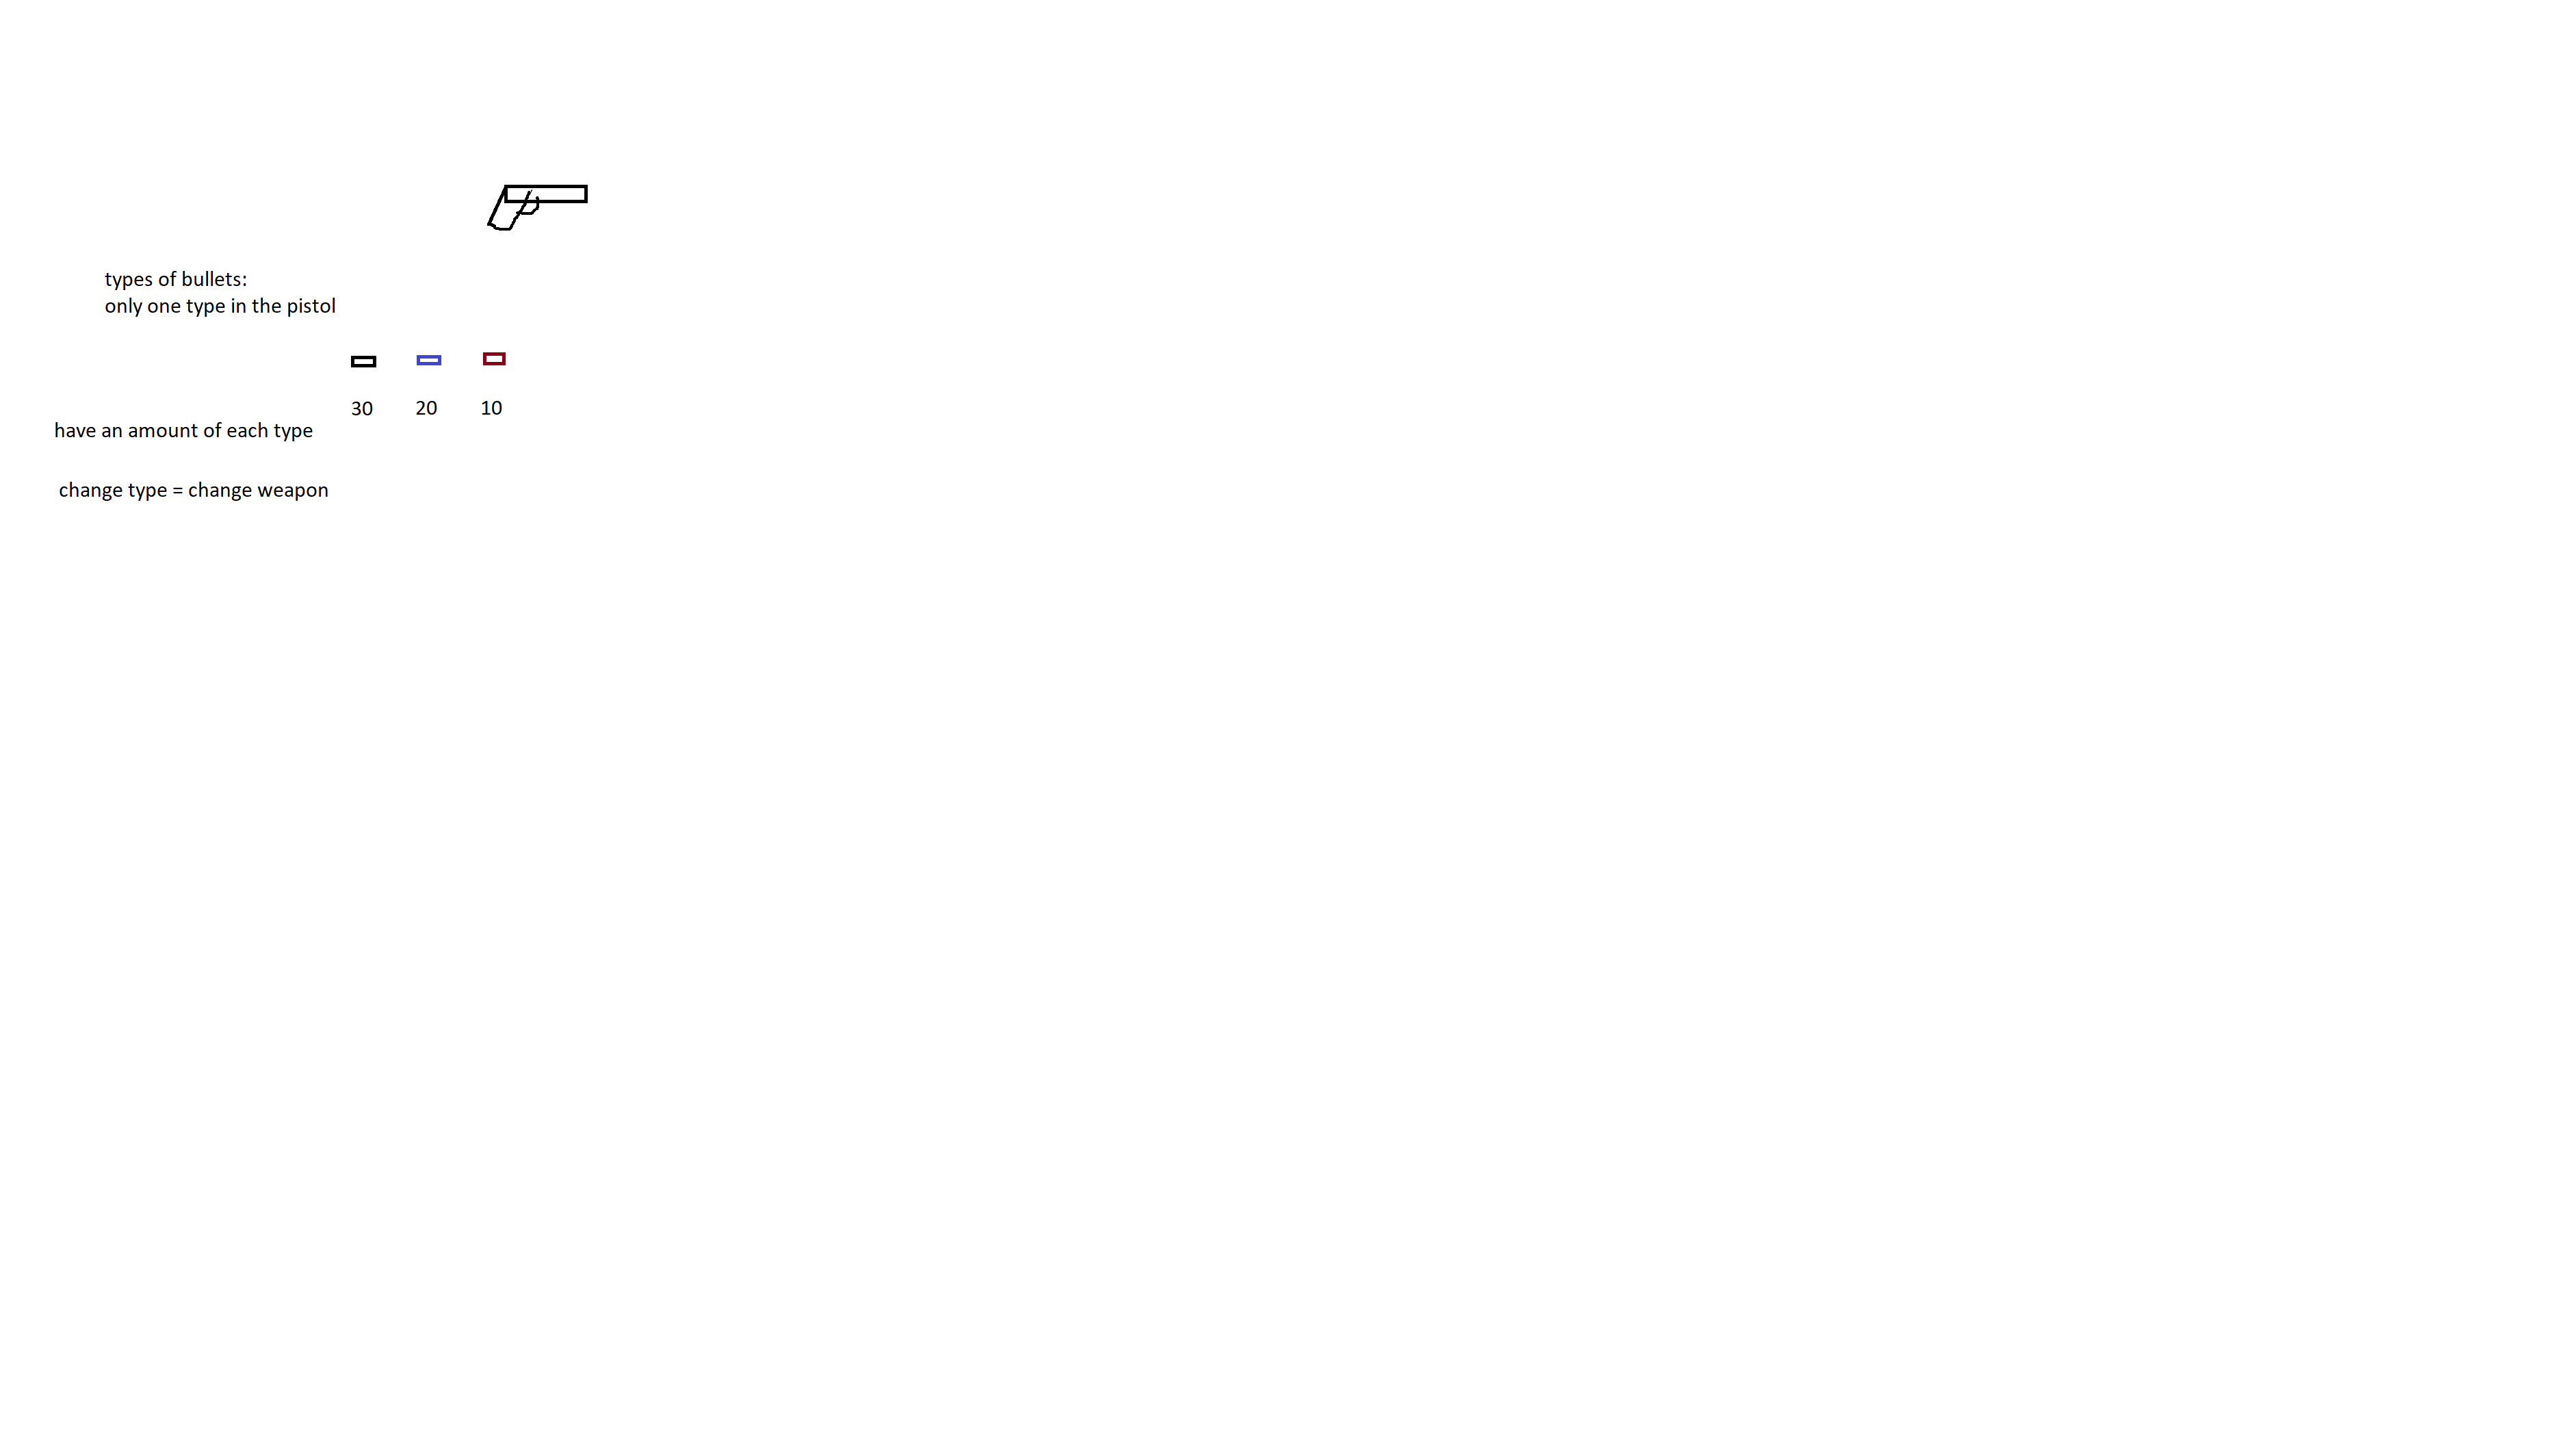 types of bullets:
only one type in the pistol
30 20 10
have an amount of each type
change type = change weapon